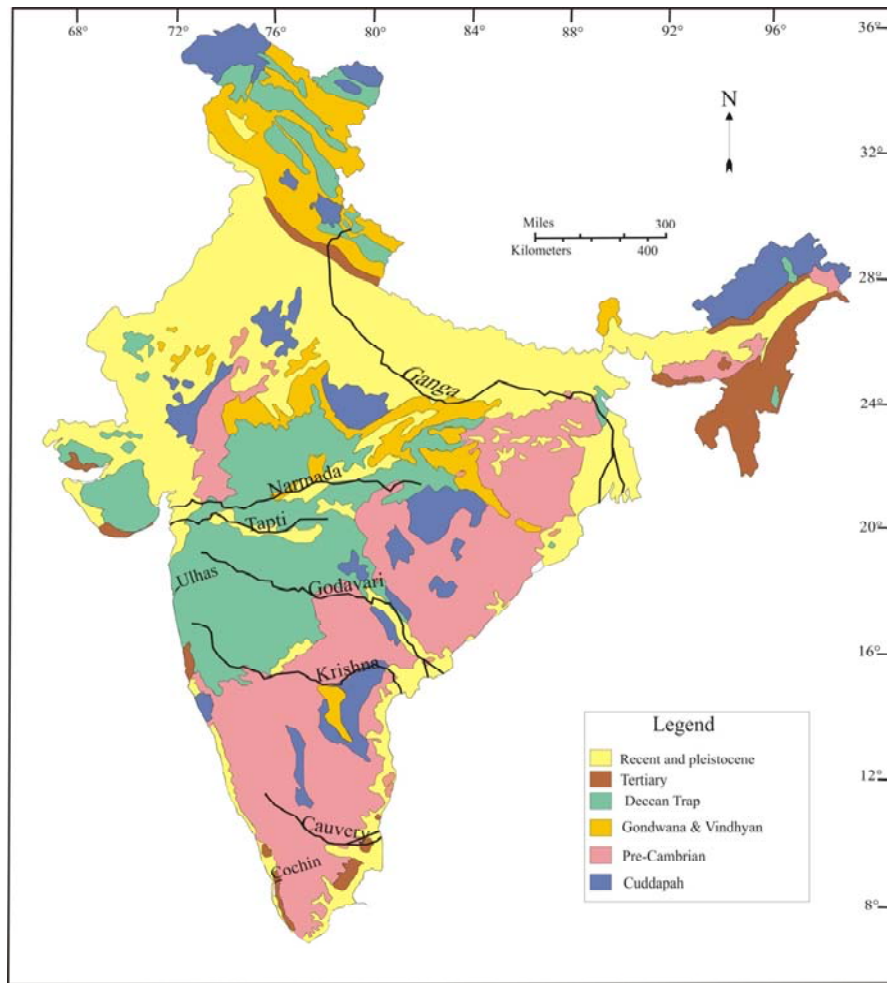 68° 72° 76° 80° 84° 88° 92° 96°
36°
N
32°
Miles 300
Kilometers 400
28°
Ganga
24°
Narmada
Tapti
20°
Ulhas
Godavari
16°
Krishna
Legend
Recent and pleistocene
Tertiary
Deccan Trap
Gondwana & Vindhyan
Pre-Cambrian
Cuddapah
12°
Cauvery
Cochin
8°